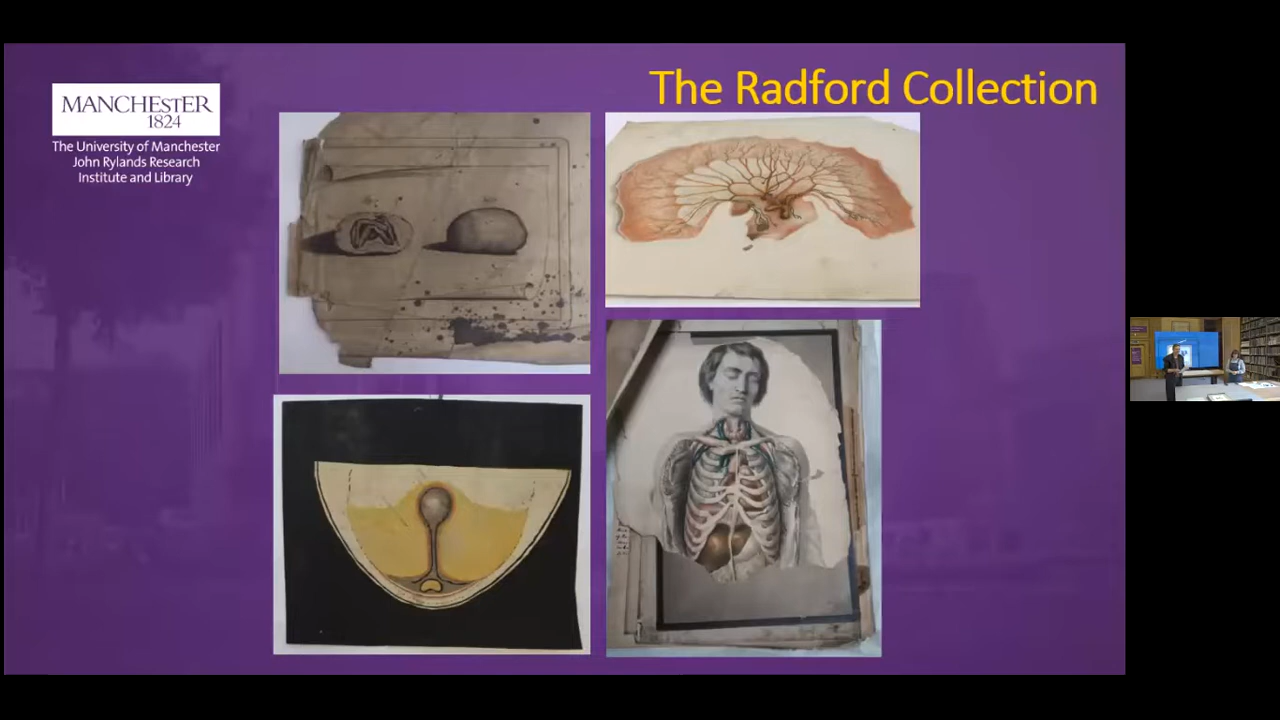 The Radford Collection
MANCHESTER
1824
The University of Manchester
John Rylands Research
Institute and Library